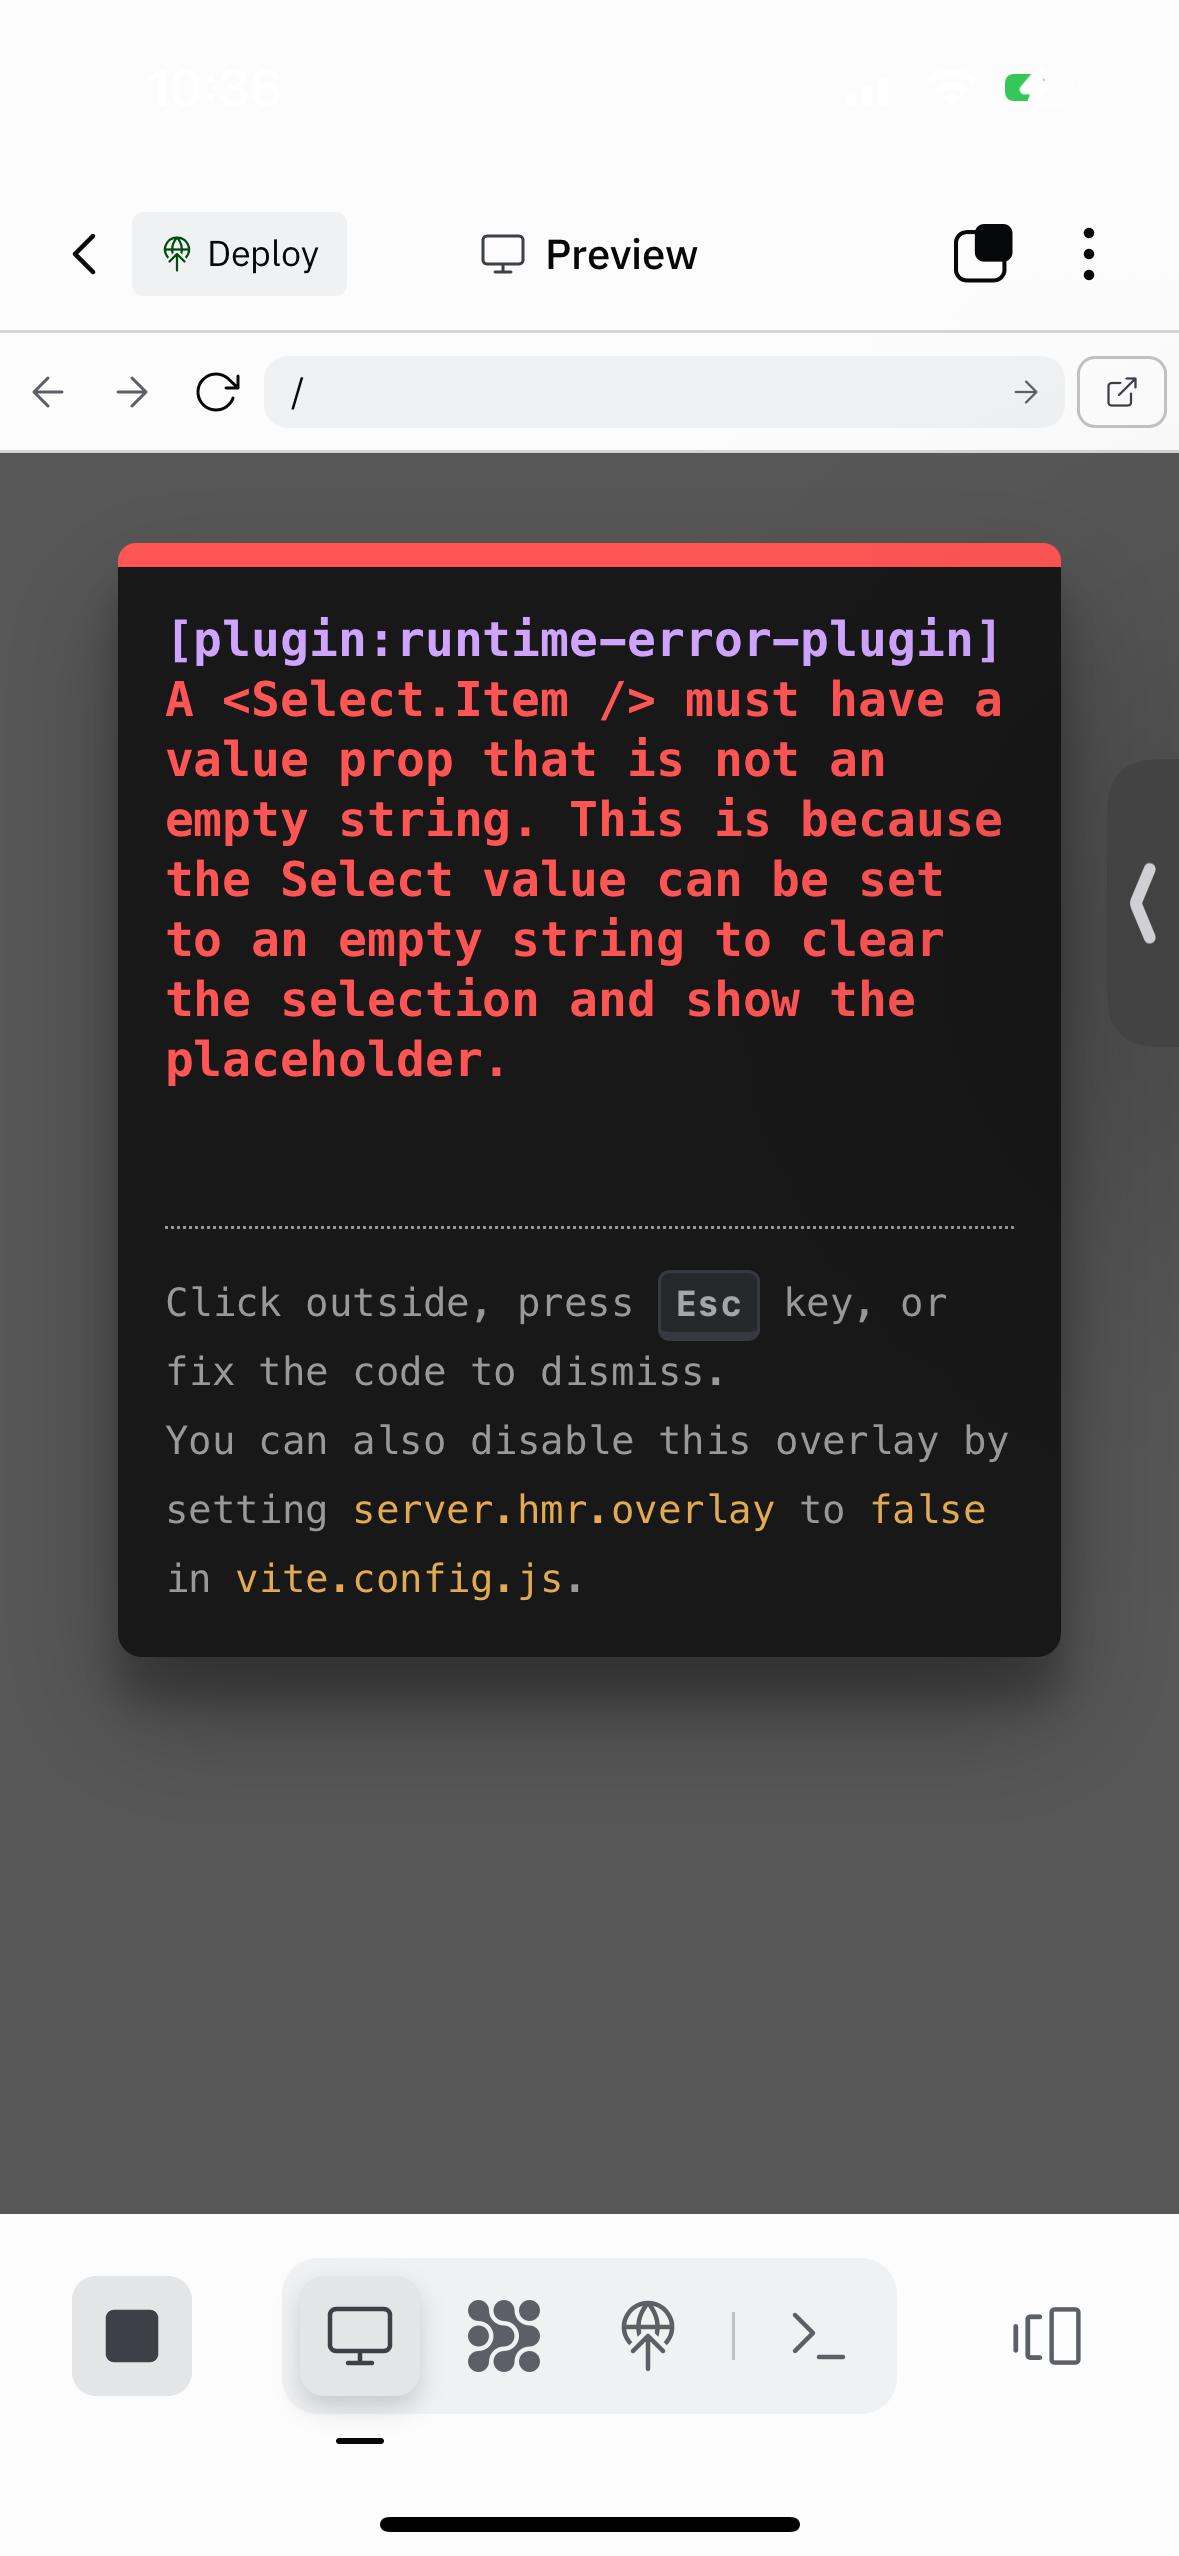 10:36
Deploy
Preview
/
[plugin:runtime-error-plugin]
A <Select.Item /> must have a
value prop that is not an
empty string. This is because
the Select value can be set
to an empty string to clear
the selection and show the
placeholder.
Click outside, press Esc key, or
fix the code to dismiss.
You can also disable this overlay by
setting server.hmr.overlay to false
in vite.config.js.